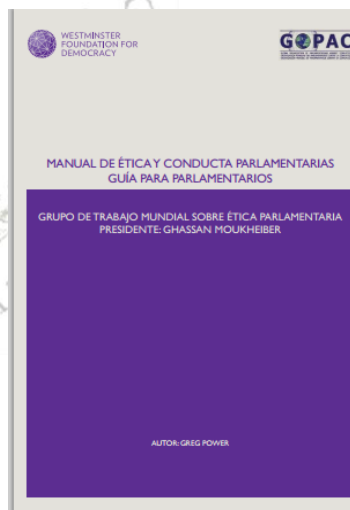 WESTMINSTER
FOUNDATION FOR
DEMOCRACY
GOPAC
MANUAL DE ÉTICA Y CONDUCTA PARLAMENTARIAS
GUÍA PARA PARLAMENTARIOS
GRUPO DE TRABAJO MUNDIAL SOBRE ÉTICA PARLAMENTARIA
PRESIDENTE: GHASSAN MOUKHEIBER
AUTOR: GREG POWER